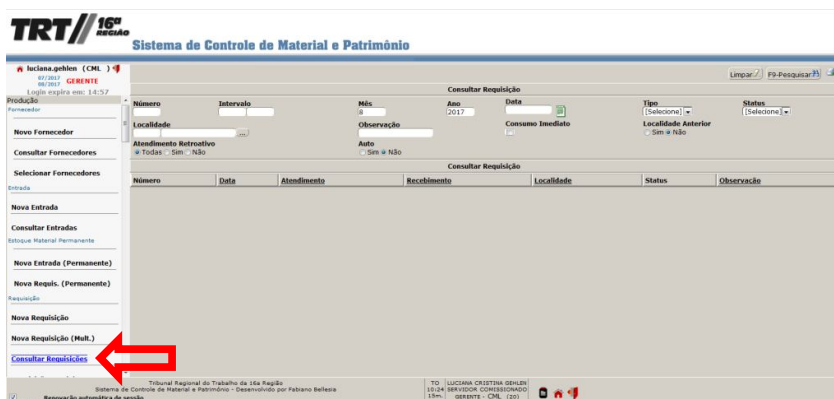 TRT 16ª REGIÃO
Sistema de Controle de Material e Patrimônio
luciana.gehlen (CML )
07/2017
08/2017 GERENTE
Login expira em: 14:57
Limpar F9-Pesquisar
Produção
Fornecedor
Novo Fornecedor
Consultar Fornecedores
Selecionar Fornecedores
Entrada
Nova Entrada
Consultar Entradas
Estoque Material Permanente
Nova Entrada (Permanente)
Nova Requis. (Permanente)
Requisição
Nova Requisição
Nova Requisição (Mult.)
Consultar Requisições
Consultar Requisição
Número Intervalo Mês Ano Data Tipo Status
8 2017 [Selecione] [Selecione]
Localidade Observação Consumo Imediato Localidade Anterior
... Sim Não
Atendimento Retroativo Auto
Todas Sim Não Sim Não
Consultar Requisição
Número Data Atendimento Recebimento Localidade Status Observação
Tribunal Regional do Trabalho da 16a Região
Sistema de Controle de Material e Patrimônio - Desenvolvido por Fabiano Bellesia
Renovação automática de sessão
TO LUCIANA CRISTINA GEHLEN
10:24 SERVIDOR COMISSIONADO
15m. GERENTE - CML (20)